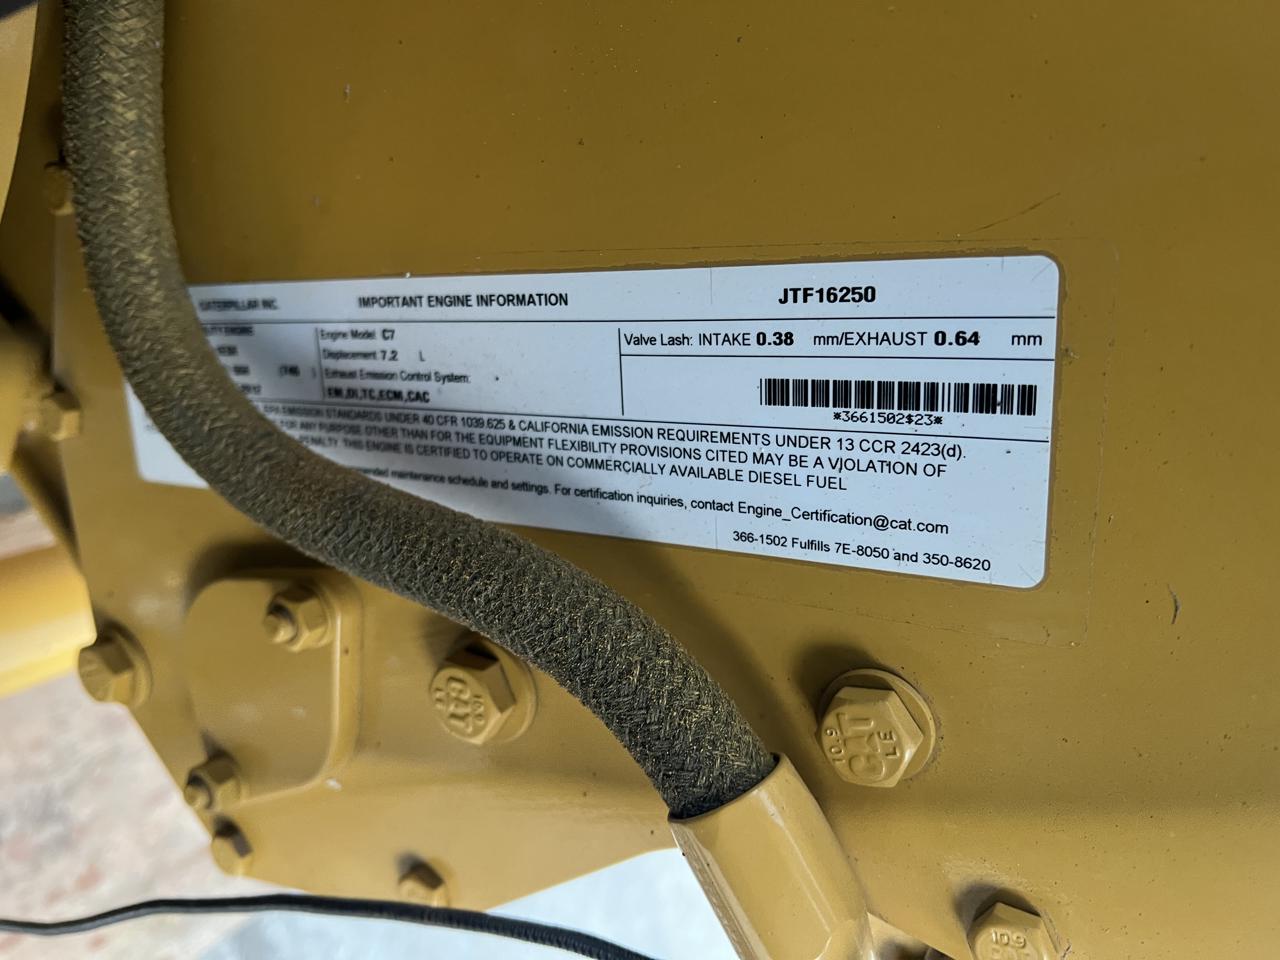 CATERPILLAR INC. IMPORTANT ENGINE INFORMATION JTF16250
ENGINE
Engine Model C7
Displacement 7.2 L
Exhaust Emission Control System:
EM,DI,TC,ECM,CAC
Valve Lash: INTAKE 0.38 mm/EXHAUST 0.64 mm
*3661502$23*
EMISSION STANDARDS UNDER 40 CFR 1039.625 & CALIFORNIA EMISSION REQUIREMENTS UNDER 13 CCR 2423(d).
FOR ANY PURPOSE OTHER THAN FOR THE EQUIPMENT FLEXIBILITY PROVISIONS CITED MAY BE A VIOLATION OF
PENALTY. THIS ENGINE IS CERTIFIED TO OPERATE ON COMMERCIALLY AVAILABLE DIESEL FUEL
maintenance schedule and settings. For certification inquiries, contact Engine_Certification@cat.com
366-1502 Fulfills 7E-8050 and 350-8620
CAT
10.9
CAT
10.9
LE
10.9